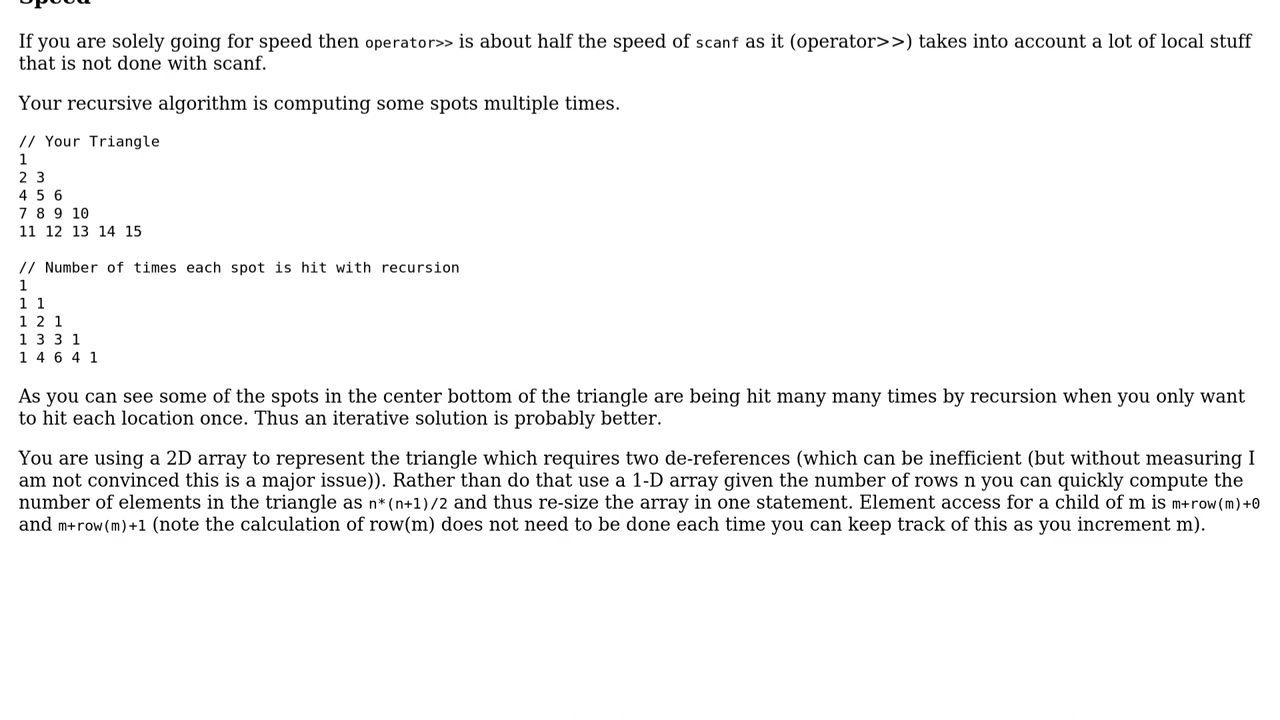 Speed
If you are solely going for speed then operator>> is about half the speed of scanf as it (operator>>) takes into account a lot of local stuff
that is not done with scanf.
Your recursive algorithm is computing some spots multiple times.
// Your Triangle
1
2 3
4 5 6
7 8 9 10
11 12 13 14 15
// Number of times each spot is hit with recursion
1
1 1
1 2 1
1 3 3 1
1 4 6 4 1
As you can see some of the spots in the center bottom of the triangle are being hit many many times by recursion when you only want
to hit each location once. Thus an iterative solution is probably better.
You are using a 2D array to represent the triangle which requires two de-references (which can be inefficient (but without measuring I
am not convinced this is a major issue)). Rather than do that use a 1-D array given the number of rows n you can quickly compute the
number of elements in the triangle as n*(n+1)/2 and thus re-size the array in one statement. Element access for a child of m is m+row(m)+0
and m+row(m)+1 (note the calculation of row(m) does not need to be done each time you can keep track of this as you increment m).